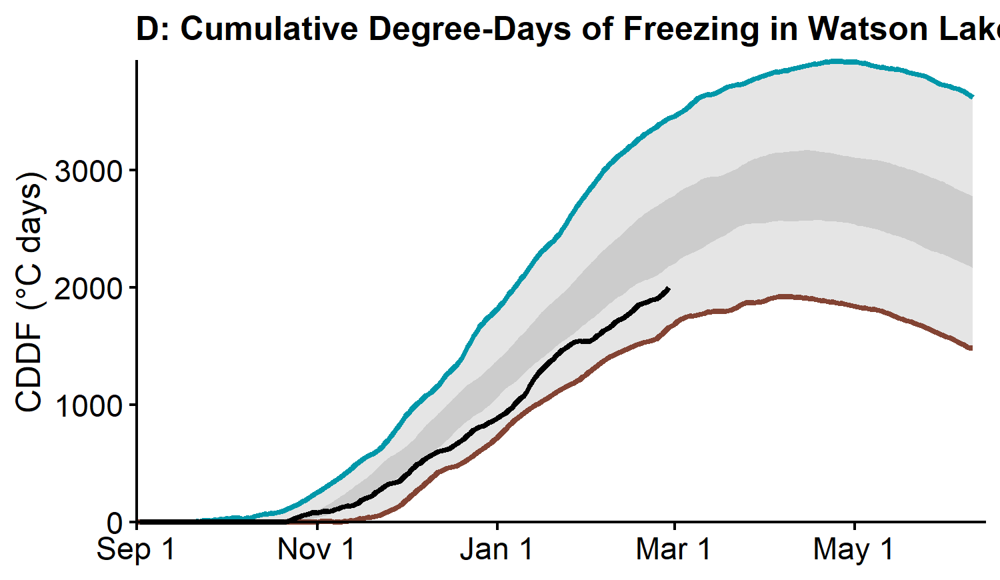 D: Cumulative Degree-Days of Freezing in Watson Lake
CDDF (°C days)
3000
2000
1000
0
Sep 1 Nov 1 Jan 1 Mar 1 May 1